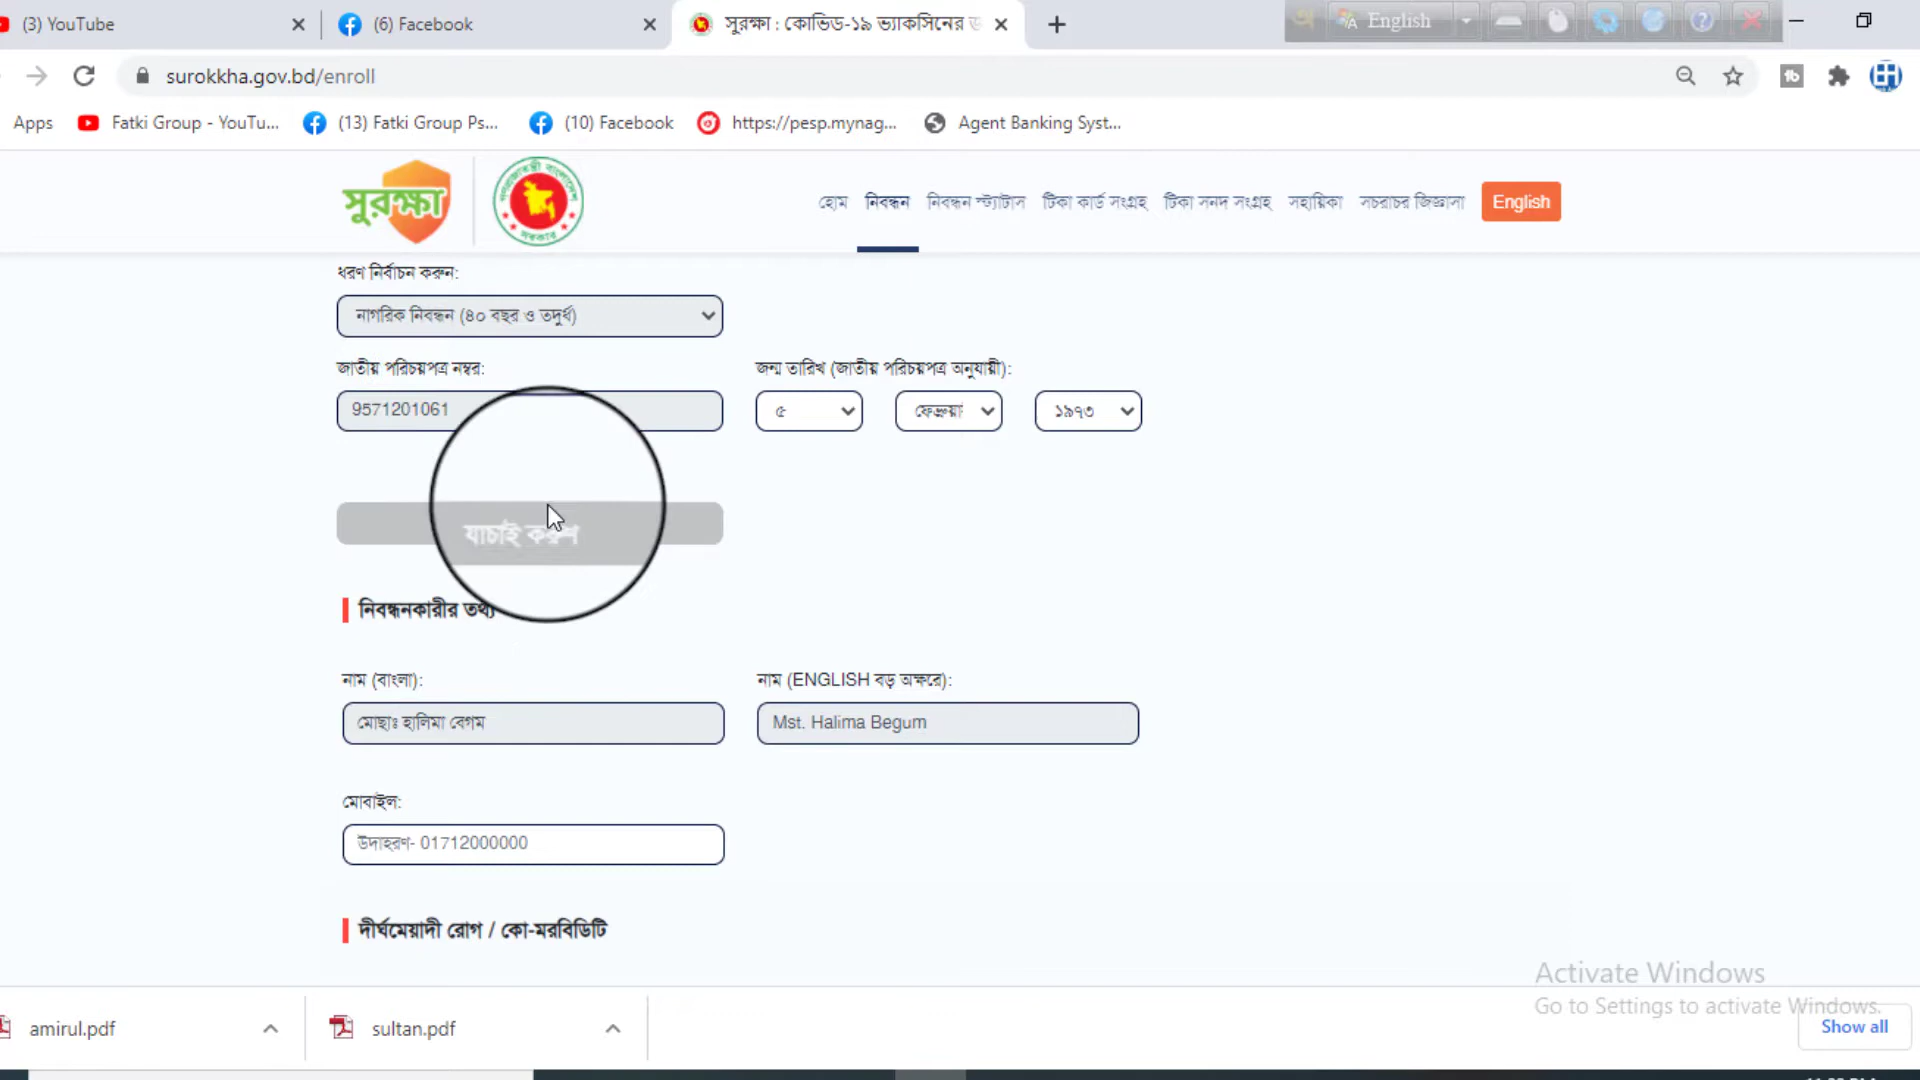 (3) YouTube
(6) Facebook
সুরক্ষা : কোভিড-১৯ ভ্যাকসিনের
English
surokkha.gov.bd/enroll
Apps
Fatki Group - YouTu...
(13) Fatki Group Ps...
(10) Facebook
https://pesp.mynag...
Agent Banking Syst...
সুরক্ষা
হোম
নিবন্ধন
নিবন্ধন স্ট্যাটাস
টিকা কার্ড সংগ্রহ
টিকা সনদ সংগ্রহ
সহায়িকা
সচরাচর জিজ্ঞাসা
English
ধরণ নির্বাচন করুন:
নাগরিক নিবন্ধন (৪০ বছর ও তদুর্ধ)
জাতীয় পরিচয়পত্র নম্বর:
জন্ম তারিখ (জাতীয় পরিচয়পত্র অনুযায়ী):
9571201061
৫
ফেব্রুয়া
১৯৭৩
যাচাই করুন
নিবন্ধনকারীর তথ্য
নাম (বাংলা):
নাম (ENGLISH বড় অক্ষরে):
মোছাঃ হালিমা বেগম
Mst. Halima Begum
মোবাইল:
উদাহরণ- 01712000000
দীর্ঘমেয়াদী রোগ / কো-মরবিডিটি
Activate Windows
Go to Settings to activate Windows.
amirul.pdf
sultan.pdf
Show all